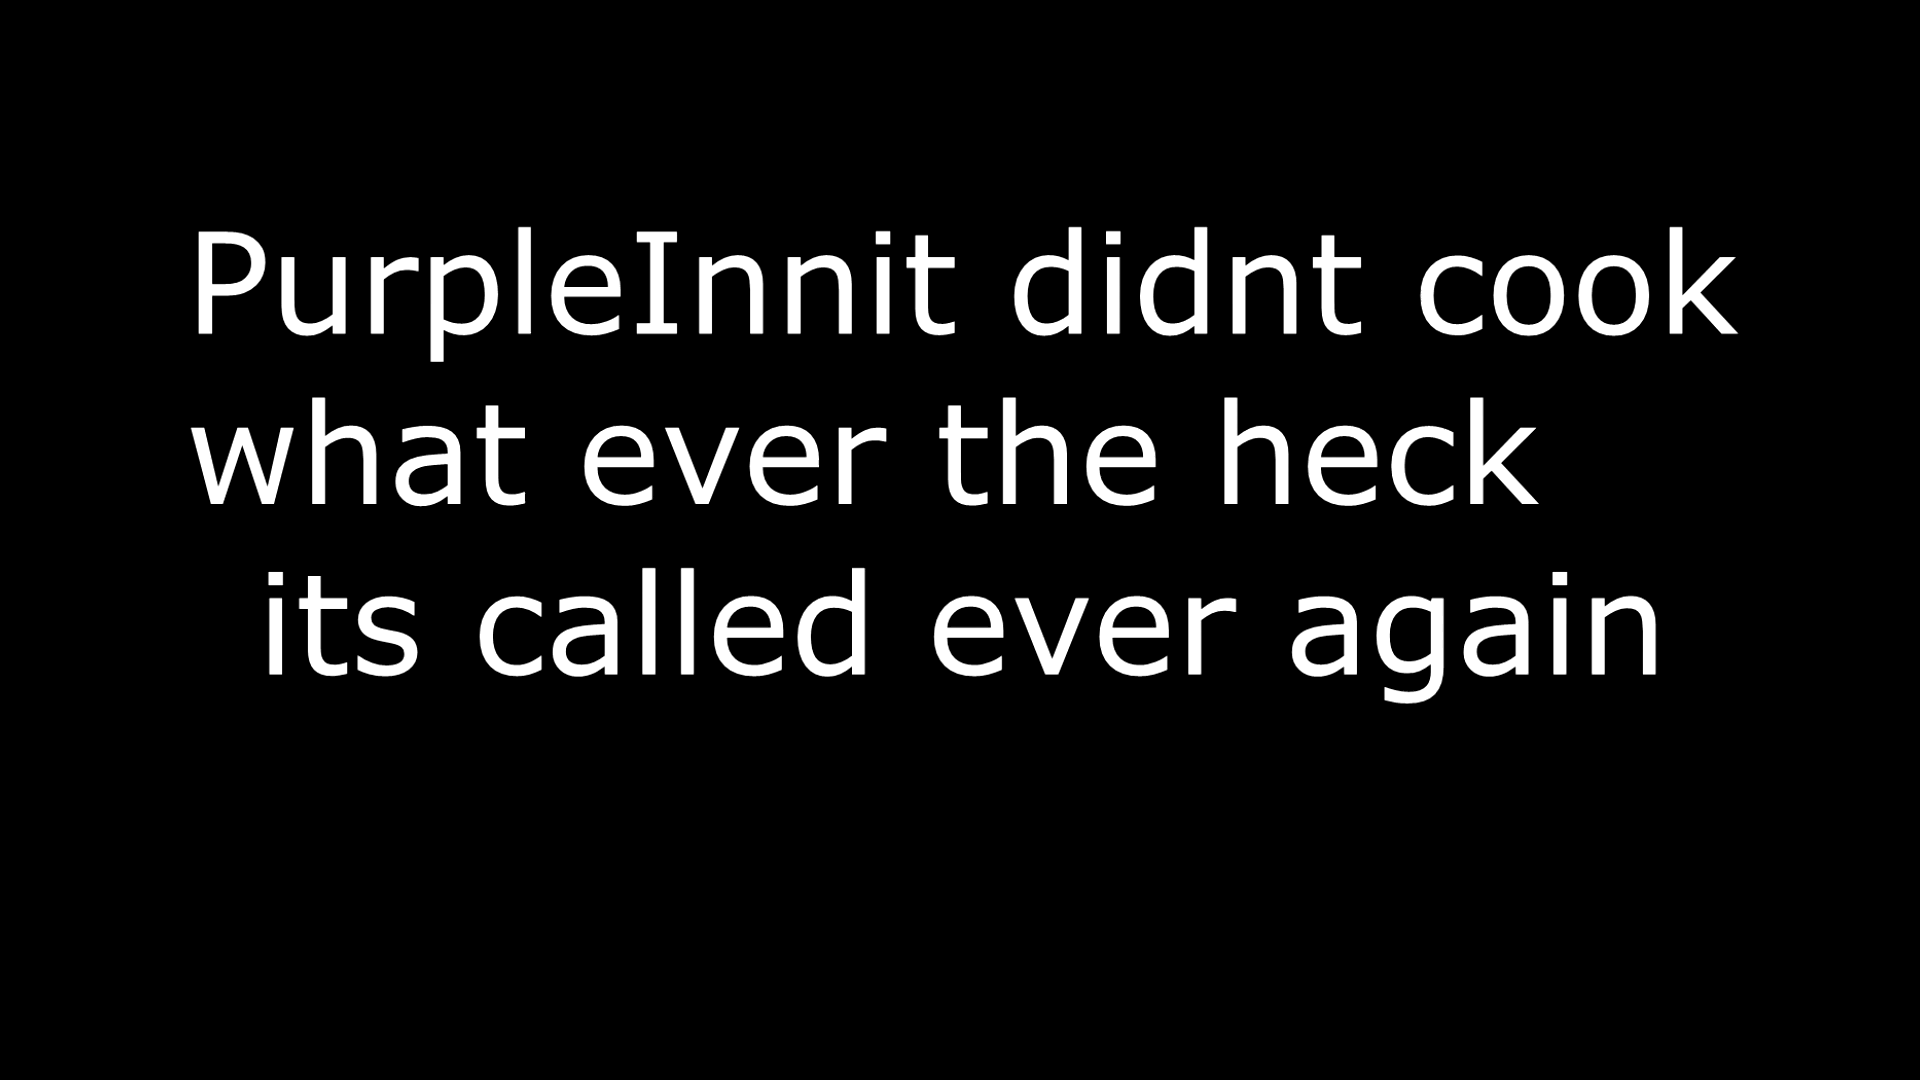 PurpleInnit didnt cook
what ever the heck
its called ever again